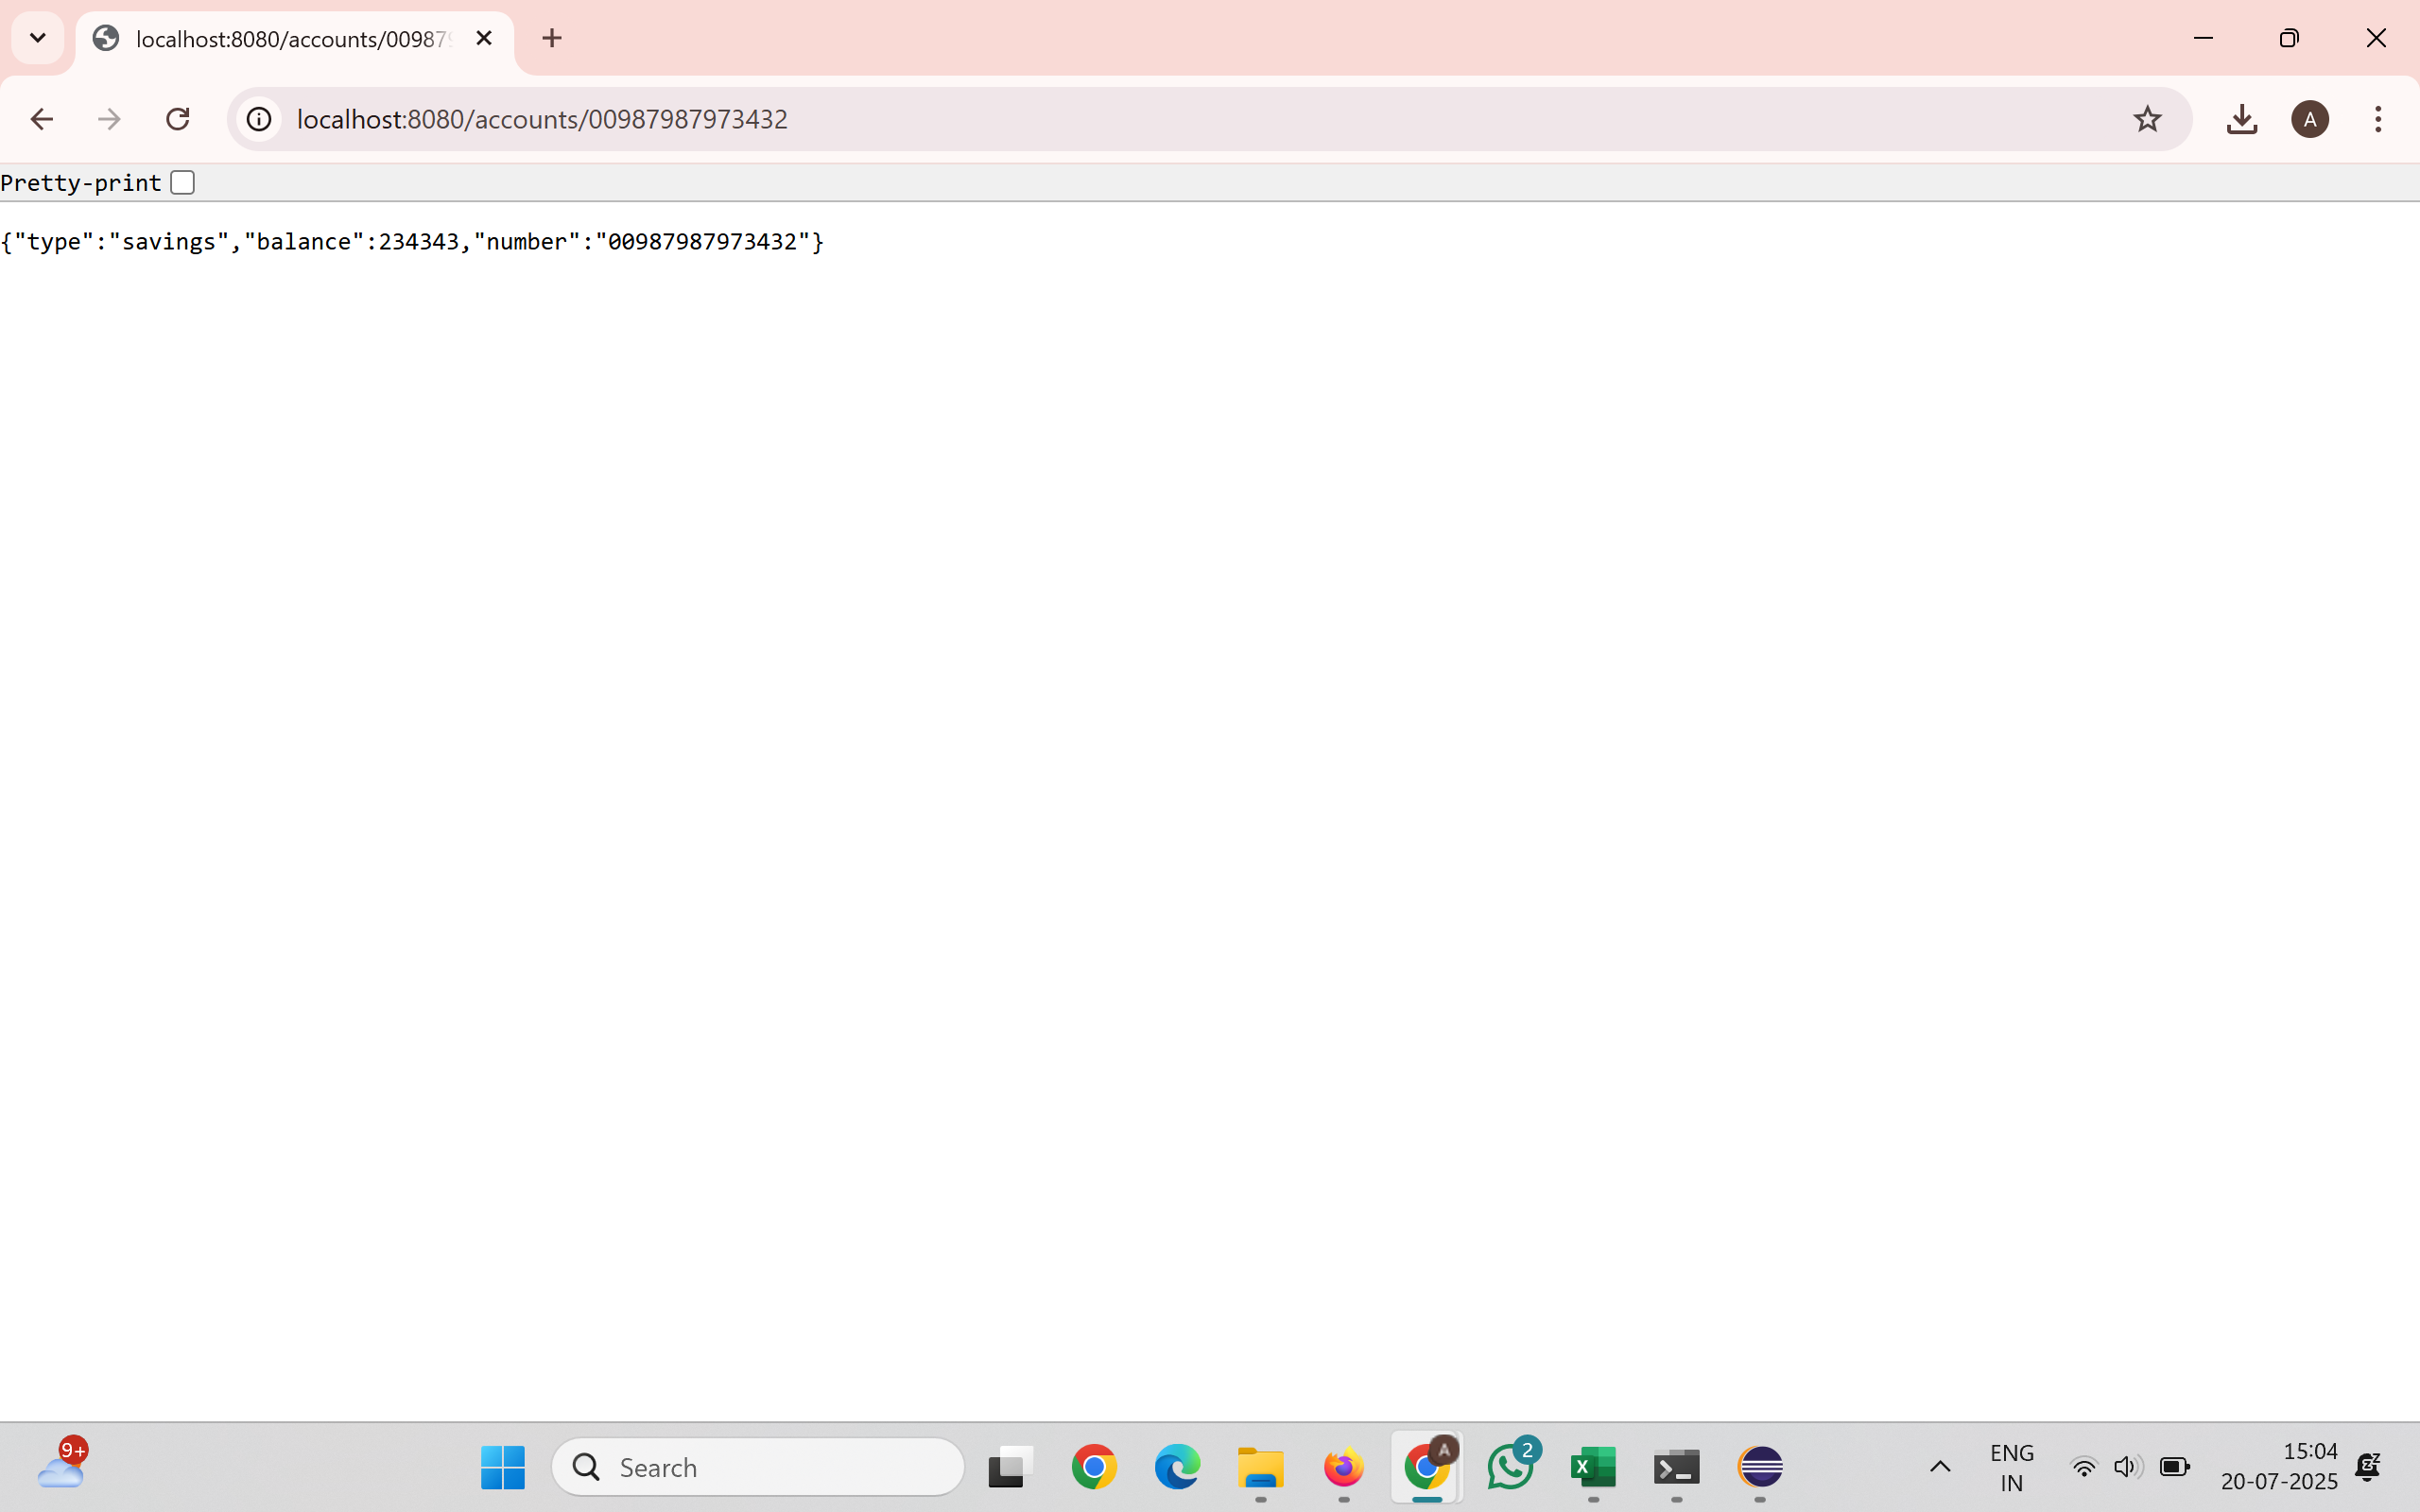 localhost:8080/accounts/00987
localhost:8080/accounts/00987987973432
A
Pretty-print
{"type":"savings","balance":234343,"number":"00987987973432"}
9+
Search
A
2
ENG
IN
15:04
20-07-2025